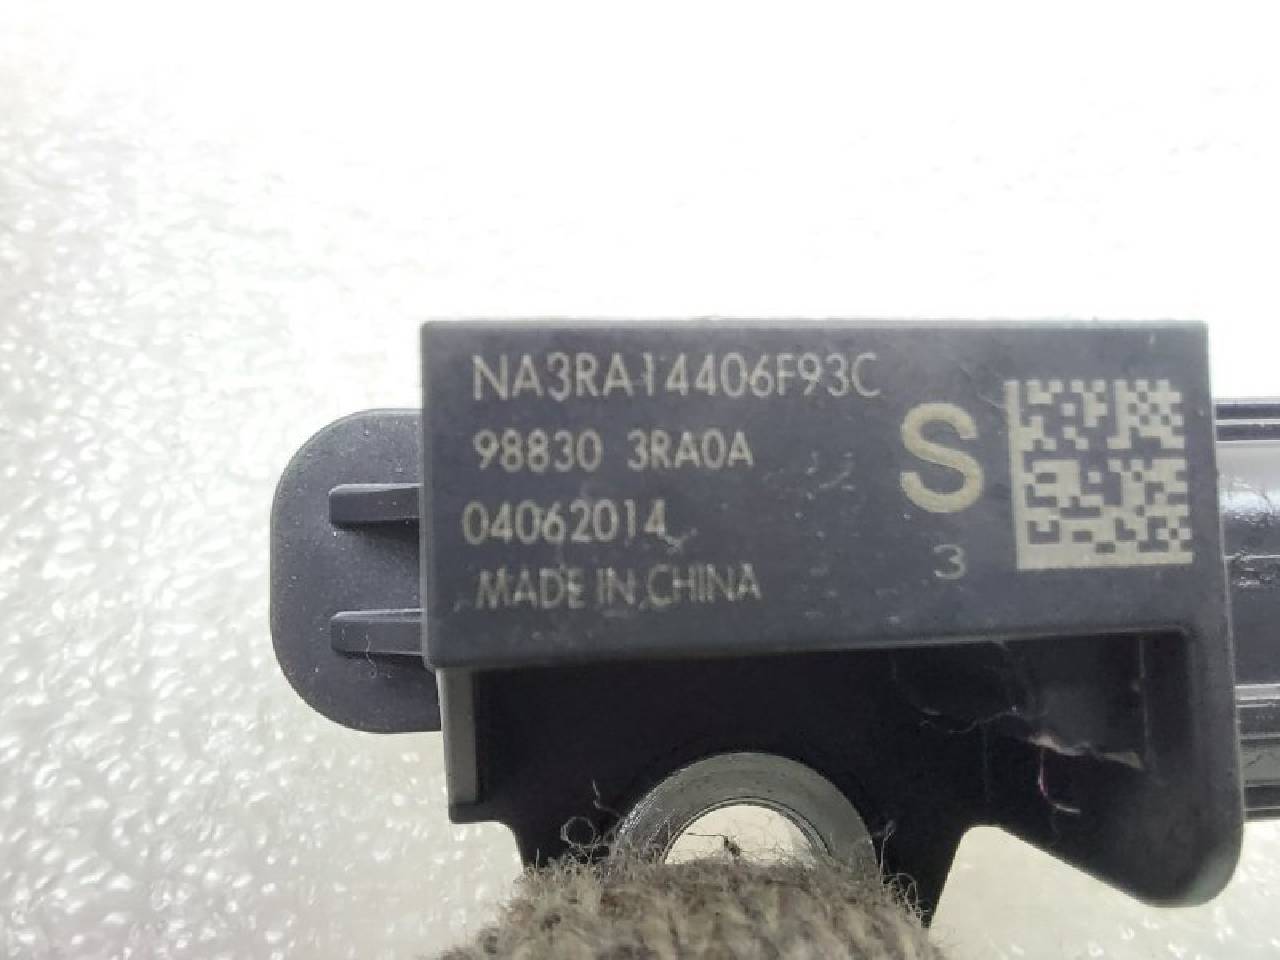 NA3RA14406F93C
98830 3RA0A
04062014
MADE IN CHINA
S
3